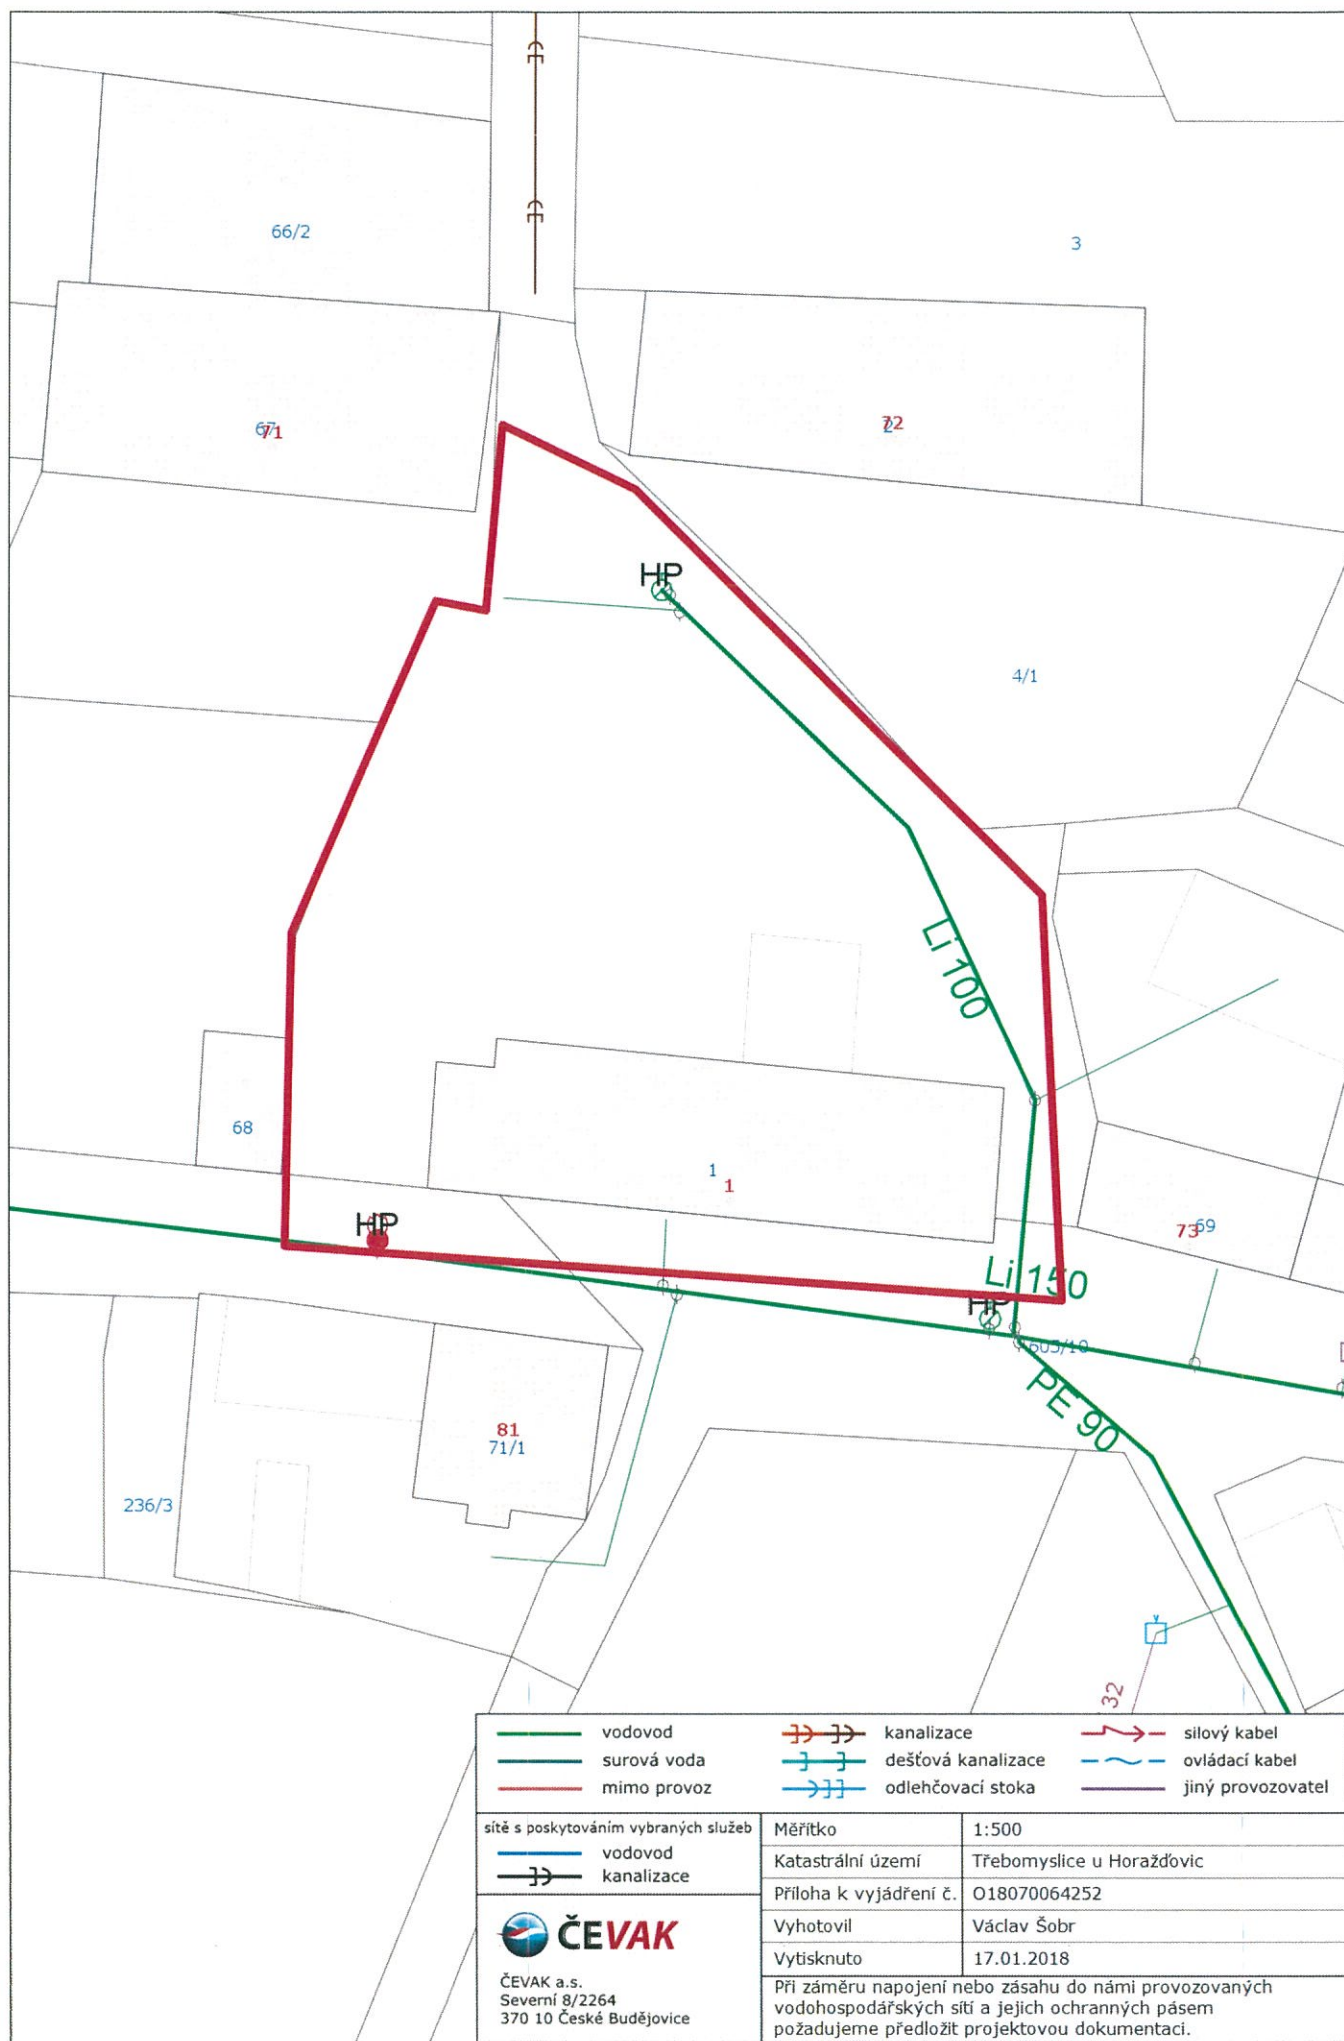 66/2
3
67
71
72
2
HP
4/1
Li 100
68
1
1
HP
73
69
Li 150
HP
605/10
PE 90
81
71/1
236/3
v
32
vodovod
surová voda
mimo provoz
kanalizace
dešťová kanalizace
odlehčovací stoka
silový kabel
ovládací kabel
jiný provozovatel
sítě s poskytováním vybraných služeb
vodovod
kanalizace
ČEVAK
ČEVAK a.s.
Severní 8/2264
370 10 České Budějovice
Měřítko 1:500
Katastrální území Třebomyslice u Horažďovic
Příloha k vyjádření č. O18070064252
Vyhotovil Václav Šobr
Vytisknuto 17.01.2018
Při záměru napojení nebo zásahu do námi provozovaných
vodohospodářských sítí a jejich ochranných pásem
požadujeme předložit projektovou dokumentaci.